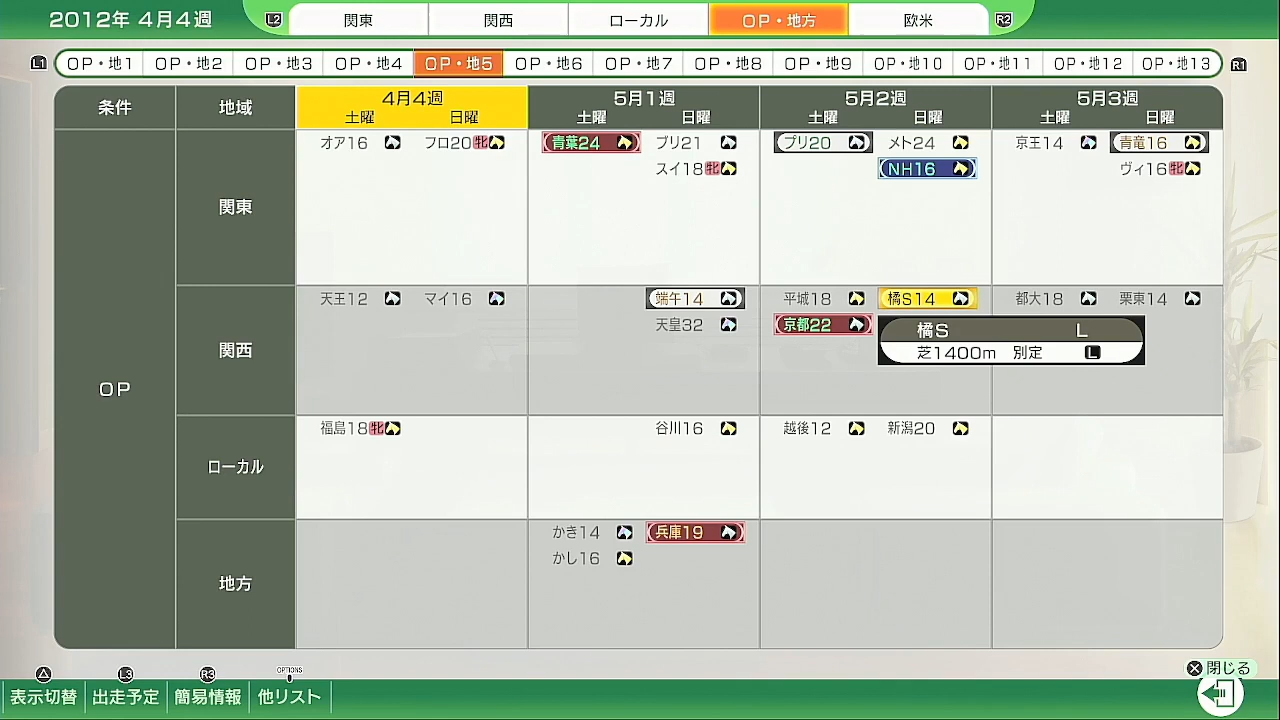 2012年 4月4週
L2 関東 関西 ローカル OP・地方 欧米 R2
L1 OP・地1 OP・地2 OP・地3 OP・地4 OP・地5 OP・地6 OP・地7 OP・地8 OP・地9 OP・地10 OP・地11 OP・地12 OP・地13 R1
条件 地域 4月4週 5月1週 5月2週 5月3週
土曜 日曜 土曜 日曜 土曜 日曜 土曜 日曜
OP
関東
オア16 フロ20牝 青葉24 ブリ21 プリ20 メト24 京王14 青竜16
スイ18牝 NH16 ヴィ16牝
関西
天王12 マイ16 端午14 平城18 橘S14 都大18 栗東14
天皇32 京都22
橘S L
芝1400m 別定 L
ローカル
福島18牝 谷川16 越後12 新潟20
地方
かき14 兵庫19
かし16
表示切替 L3 出走予定 R3 簡易情報 OPTIONS 他リスト
閉じる